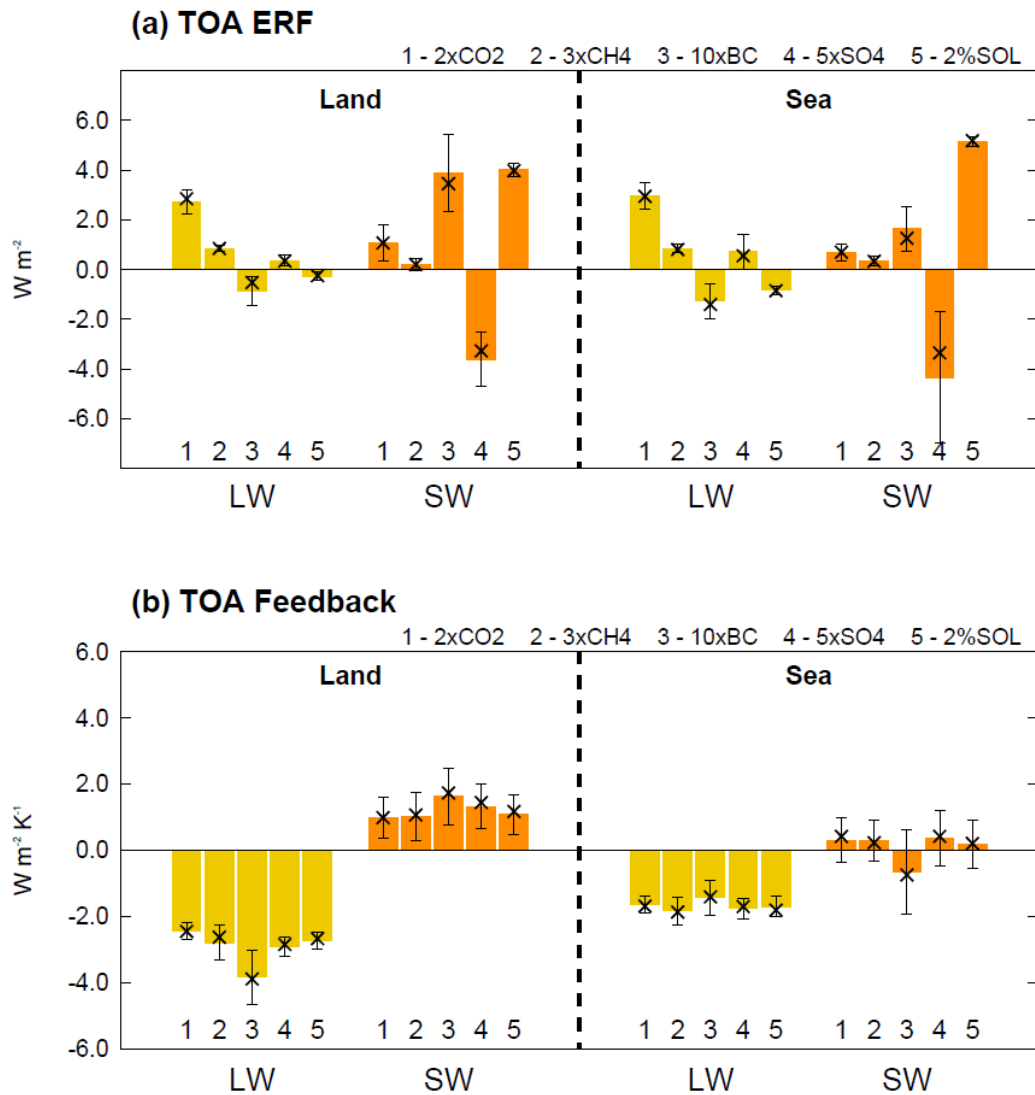 (a) TOA ERF
1 - 2xCO2 2 - 3xCH4 3 - 10xBC 4 - 5xSO4 5 - 2%SOL
Land Sea
6.0
4.0
2.0
0.0
-2.0
-4.0
-6.0
W m⁻²
1 2 3 4 5 1 2 3 4 5 1 2 3 4 5 1 2 3 4 5
LW SW LW SW
(b) TOA Feedback
1 - 2xCO2 2 - 3xCH4 3 - 10xBC 4 - 5xSO4 5 - 2%SOL
Land Sea
6.0
4.0
2.0
0.0
-2.0
-4.0
-6.0
W m⁻² K⁻¹
1 2 3 4 5 1 2 3 4 5 1 2 3 4 5 1 2 3 4 5
LW SW LW SW